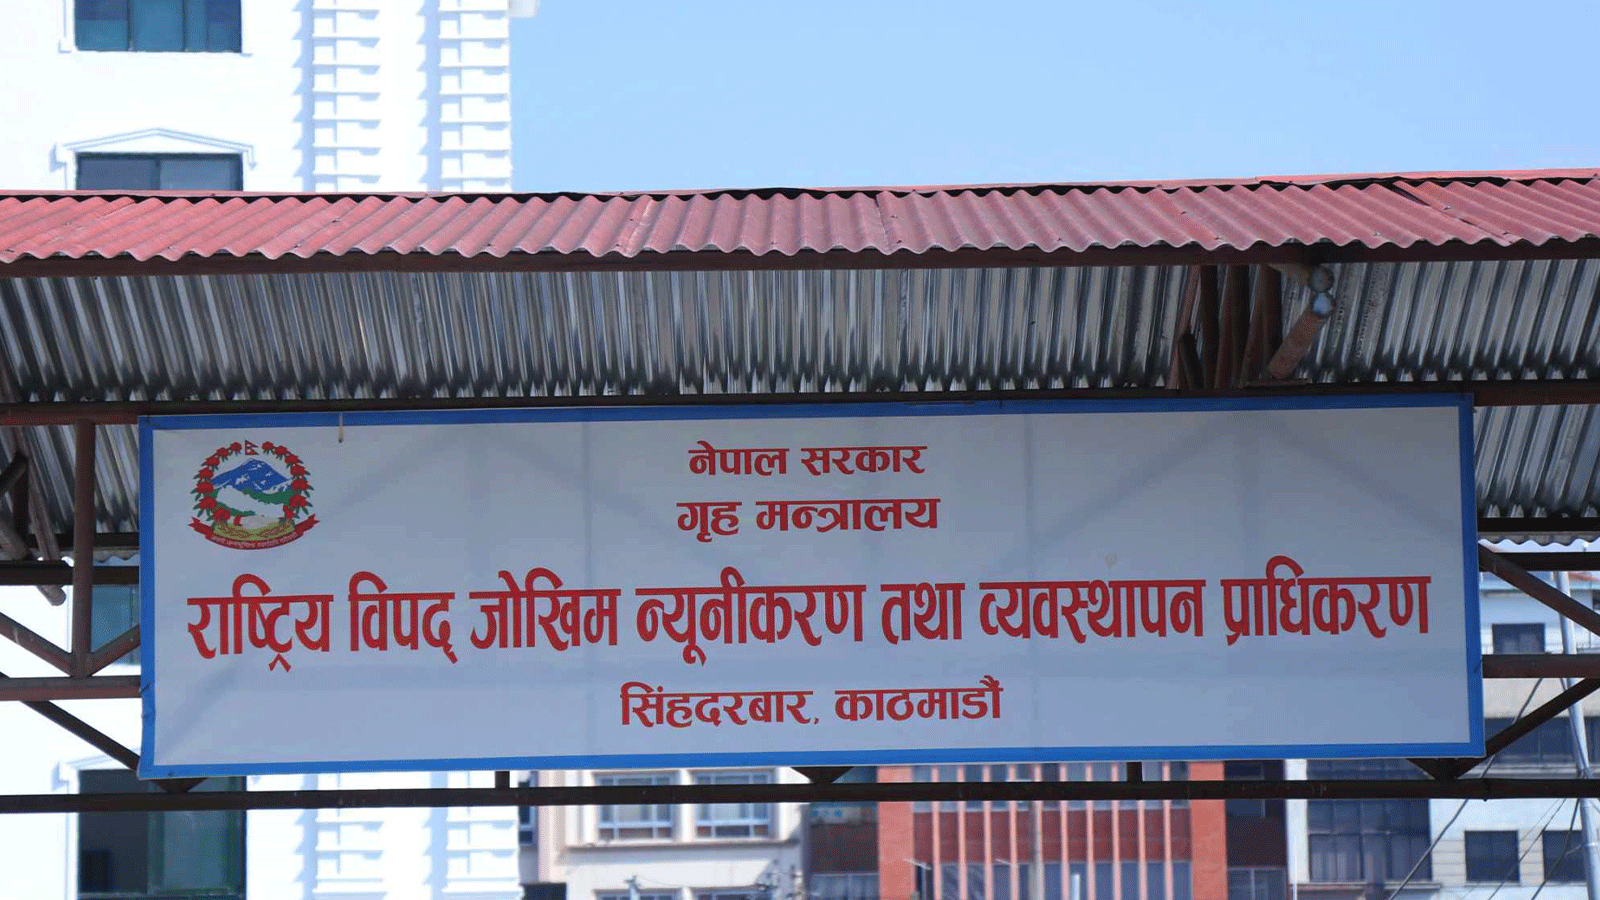 नेपाल सरकार
गृह मन्त्रालय
राष्ट्रिय विपद् जोखिम न्यूनीकरण तथा व्यवस्थापन प्राधिकरण
सिंहदरबार, काठमाडौं